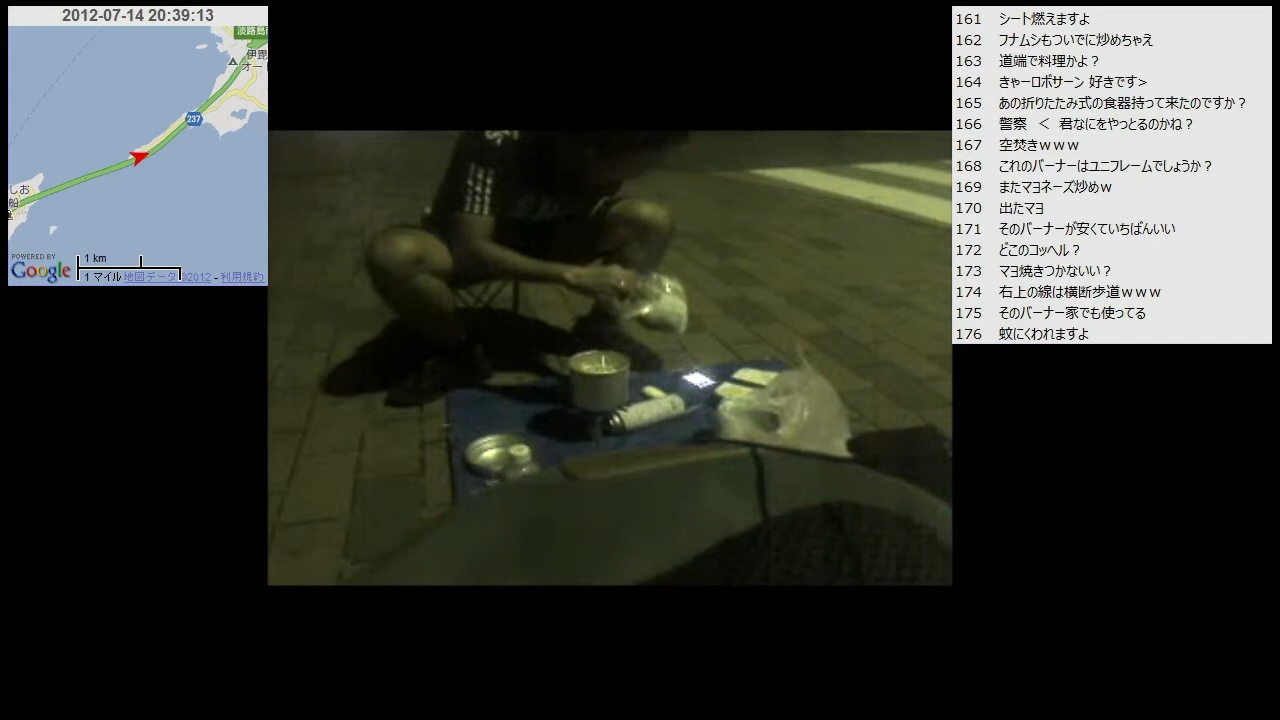 2012-07-14 20:39:13
淡路島
伊毘
オート
237
しお
船
POWERED BY
Google
1 km
1 マイル
地図データ ©2012 - 利用規約
161 シート燃えますよ
162 フナムシもついでに炒めちゃえ
163 道端で料理かよ？
164 きゃーロボサーン 好きです>
165 あの折りたたみ式の食器持って来たのですか？
166 警察 ＜ 君なにをやっとるのかね？
167 空焚きｗｗｗ
168 これのバーナーはユニフレームでしょうか？
169 またマヨネーズ炒めｗ
170 出たマヨ
171 そのバーナーが安くていちばんいい
172 どこのコッヘル？
173 マヨ焼きつかないい？
174 右上の線は横断歩道ｗｗｗ
175 そのバーナー家でも使ってる
176 蚊にくわれますよ